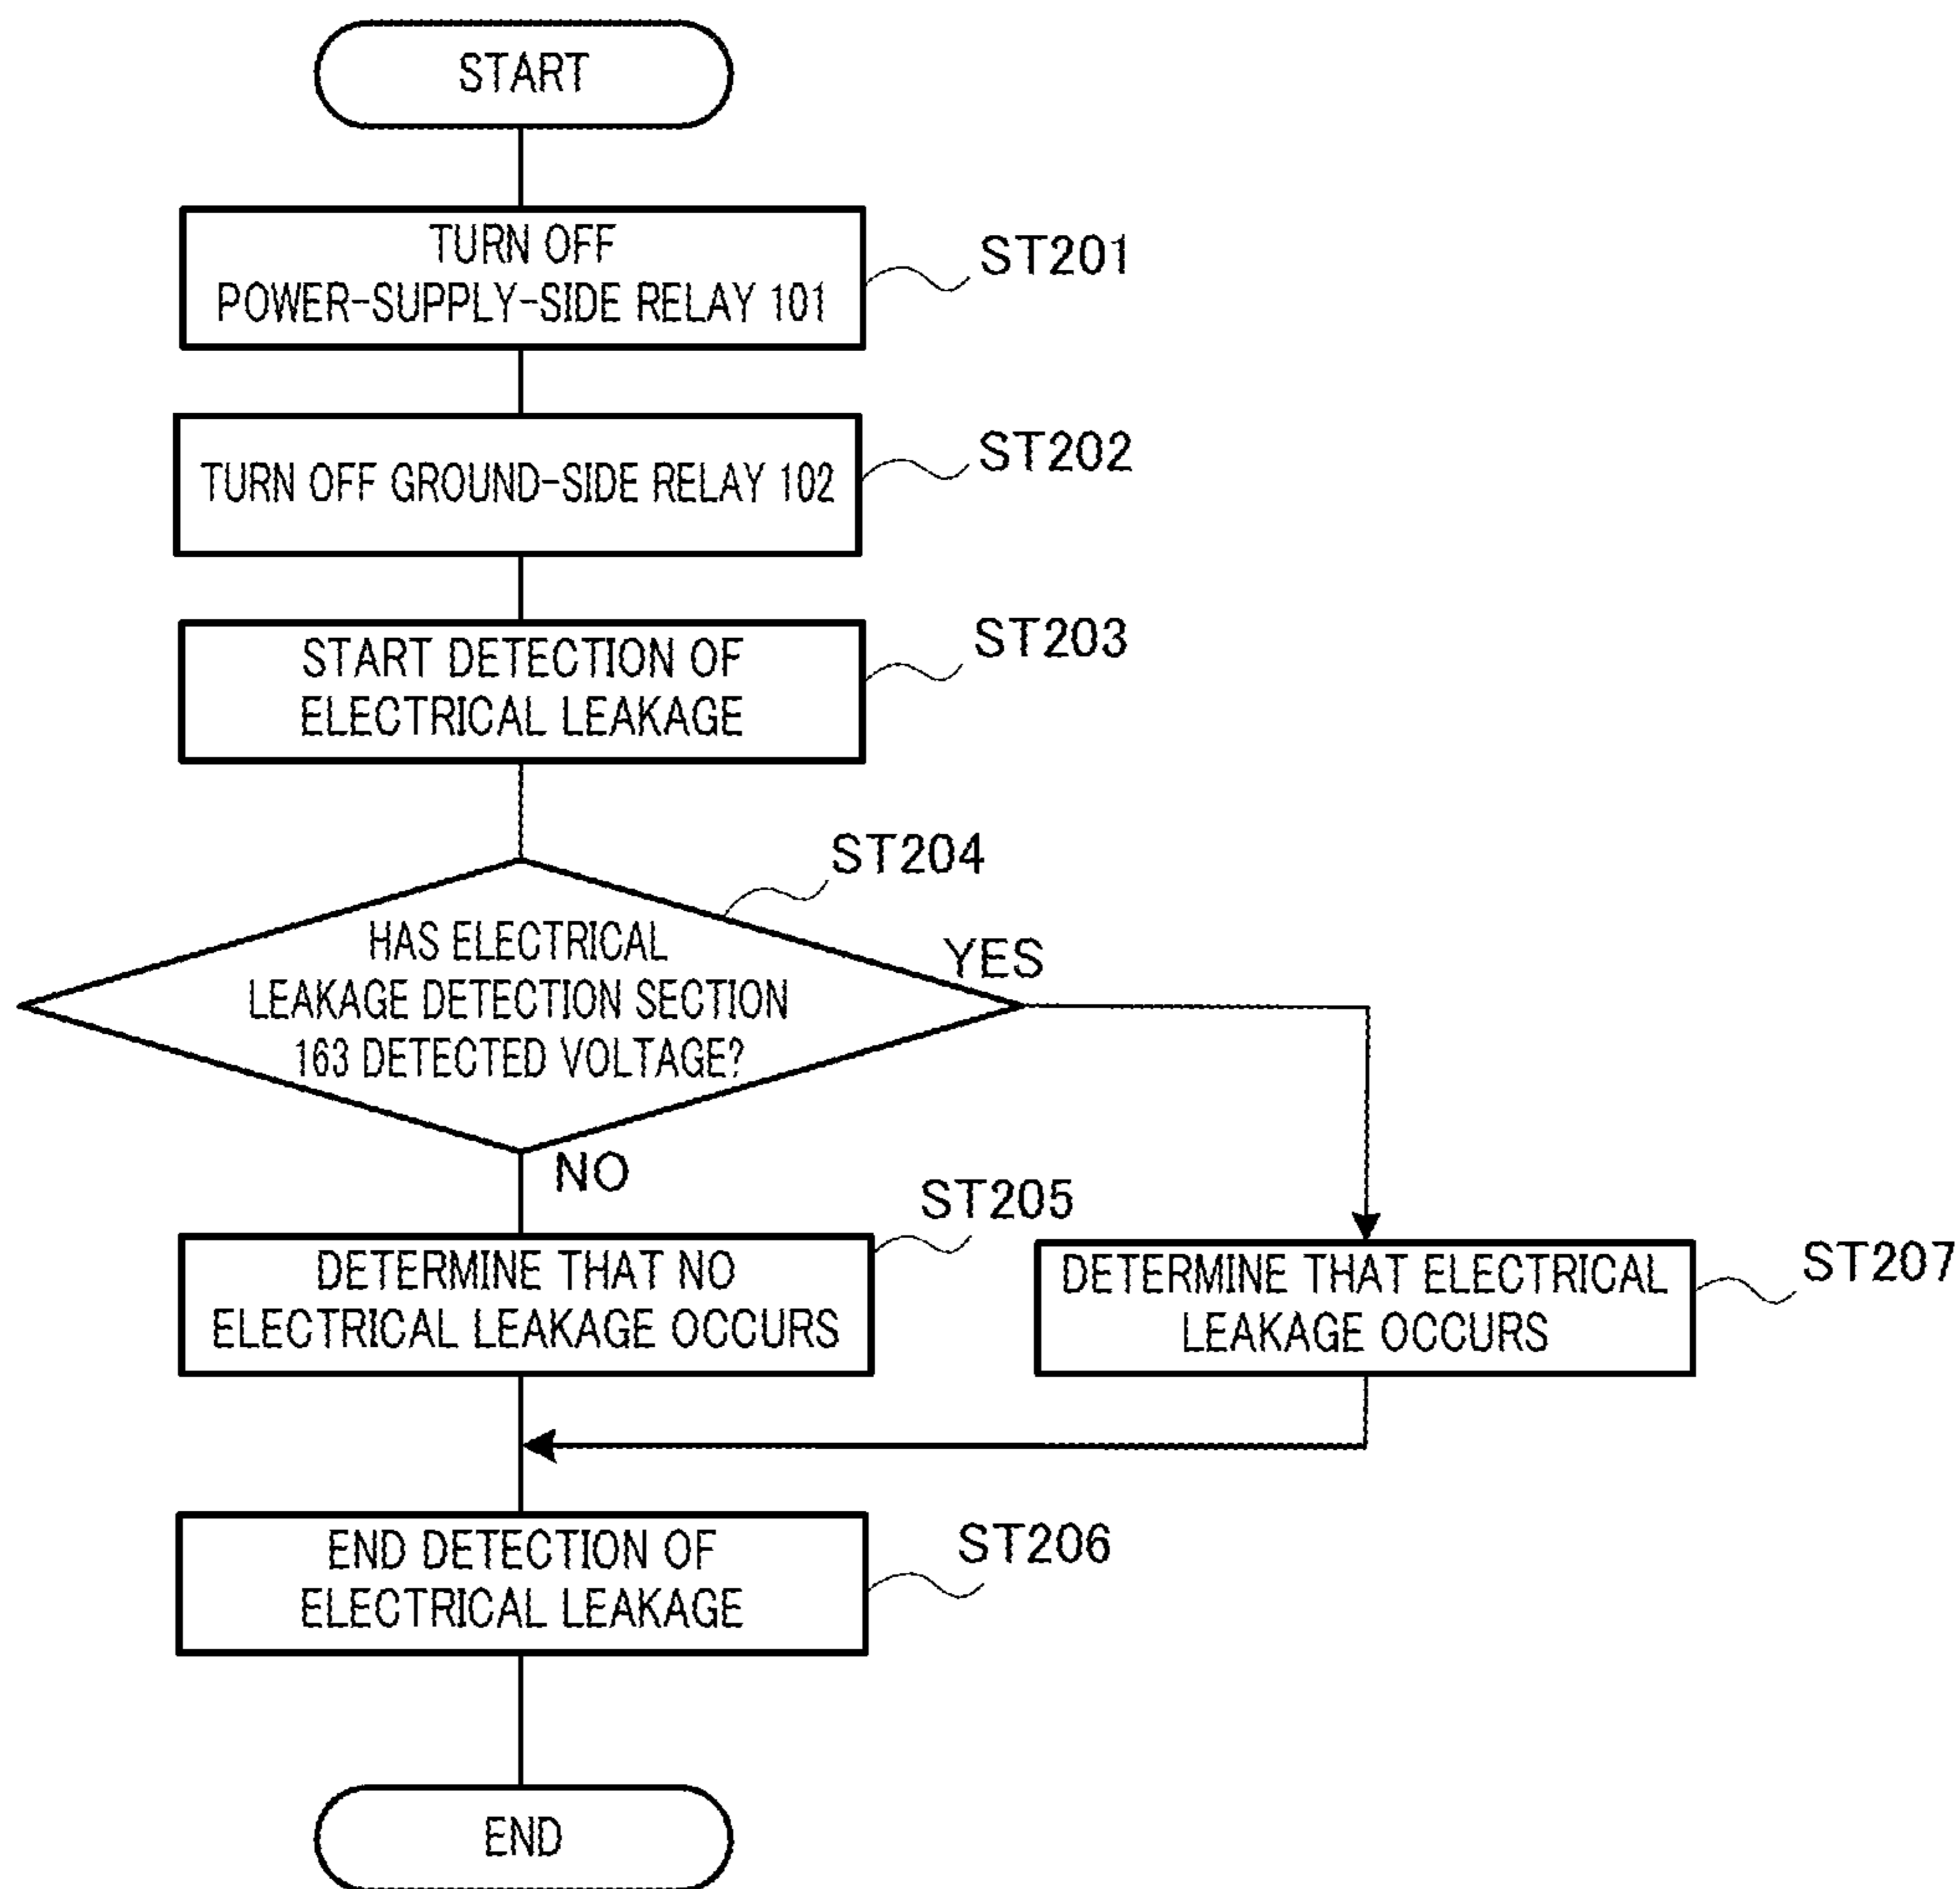 START
TURN OFF
POWER-SUPPLY-SIDE RELAY 101
ST201
TURN OFF GROUND-SIDE RELAY 102
ST202
START DETECTION OF
ELECTRICAL LEAKAGE
ST203
ST204
HAS ELECTRICAL
LEAKAGE DETECTION SECTION
163 DETECTED VOLTAGE?
YES
NO
ST205
DETERMINE THAT NO
ELECTRICAL LEAKAGE OCCURS
DETERMINE THAT ELECTRICAL
LEAKAGE OCCURS
ST207
END DETECTION OF
ELECTRICAL LEAKAGE
ST206
END